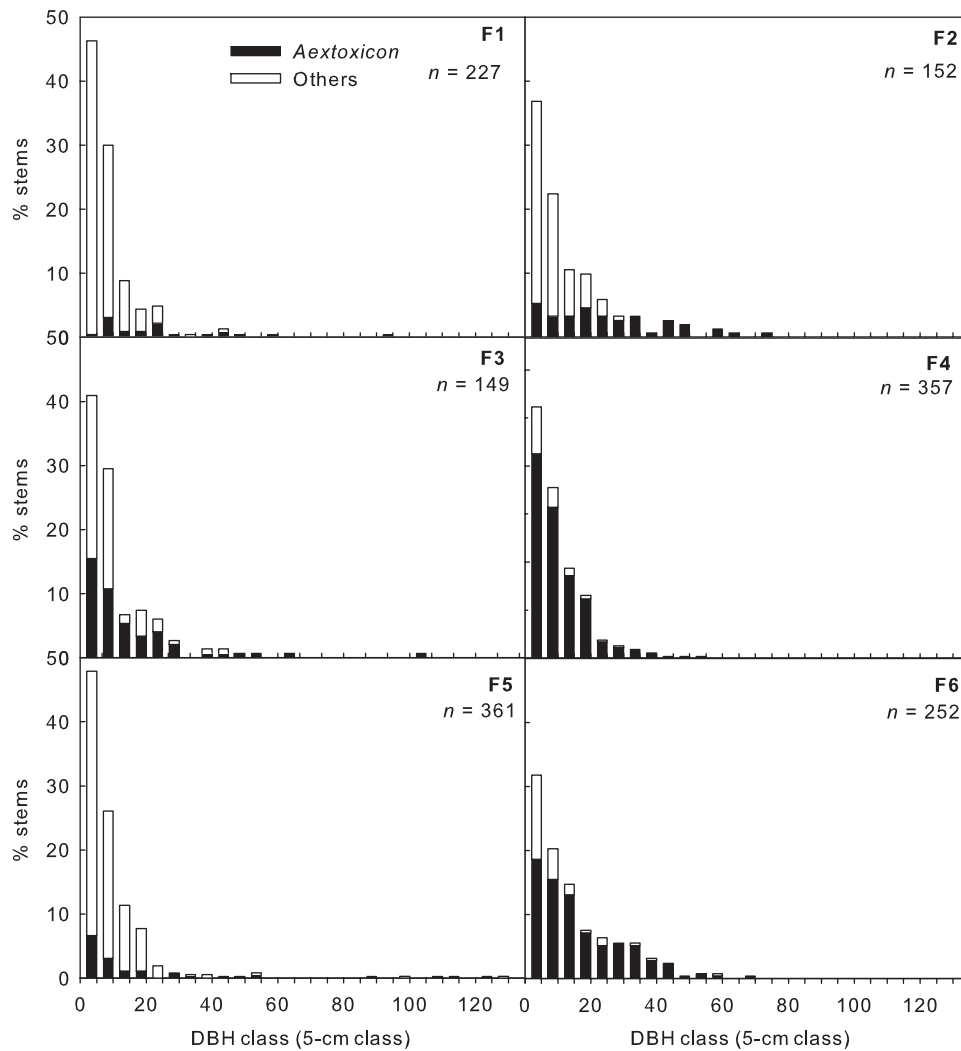 50
40
30
20
10
50
% stems
Aextoxicon
Others
F1
n = 227
F2
n = 152
40
30
20
10
50
% stems
F3
n = 149
F4
n = 357
40
30
20
10
0
% stems
F5
n = 361
F6
n = 252
0 20 40 60 80 100 120
0 20 40 60 80 100 120
DBH class (5-cm class)
DBH class (5-cm class)